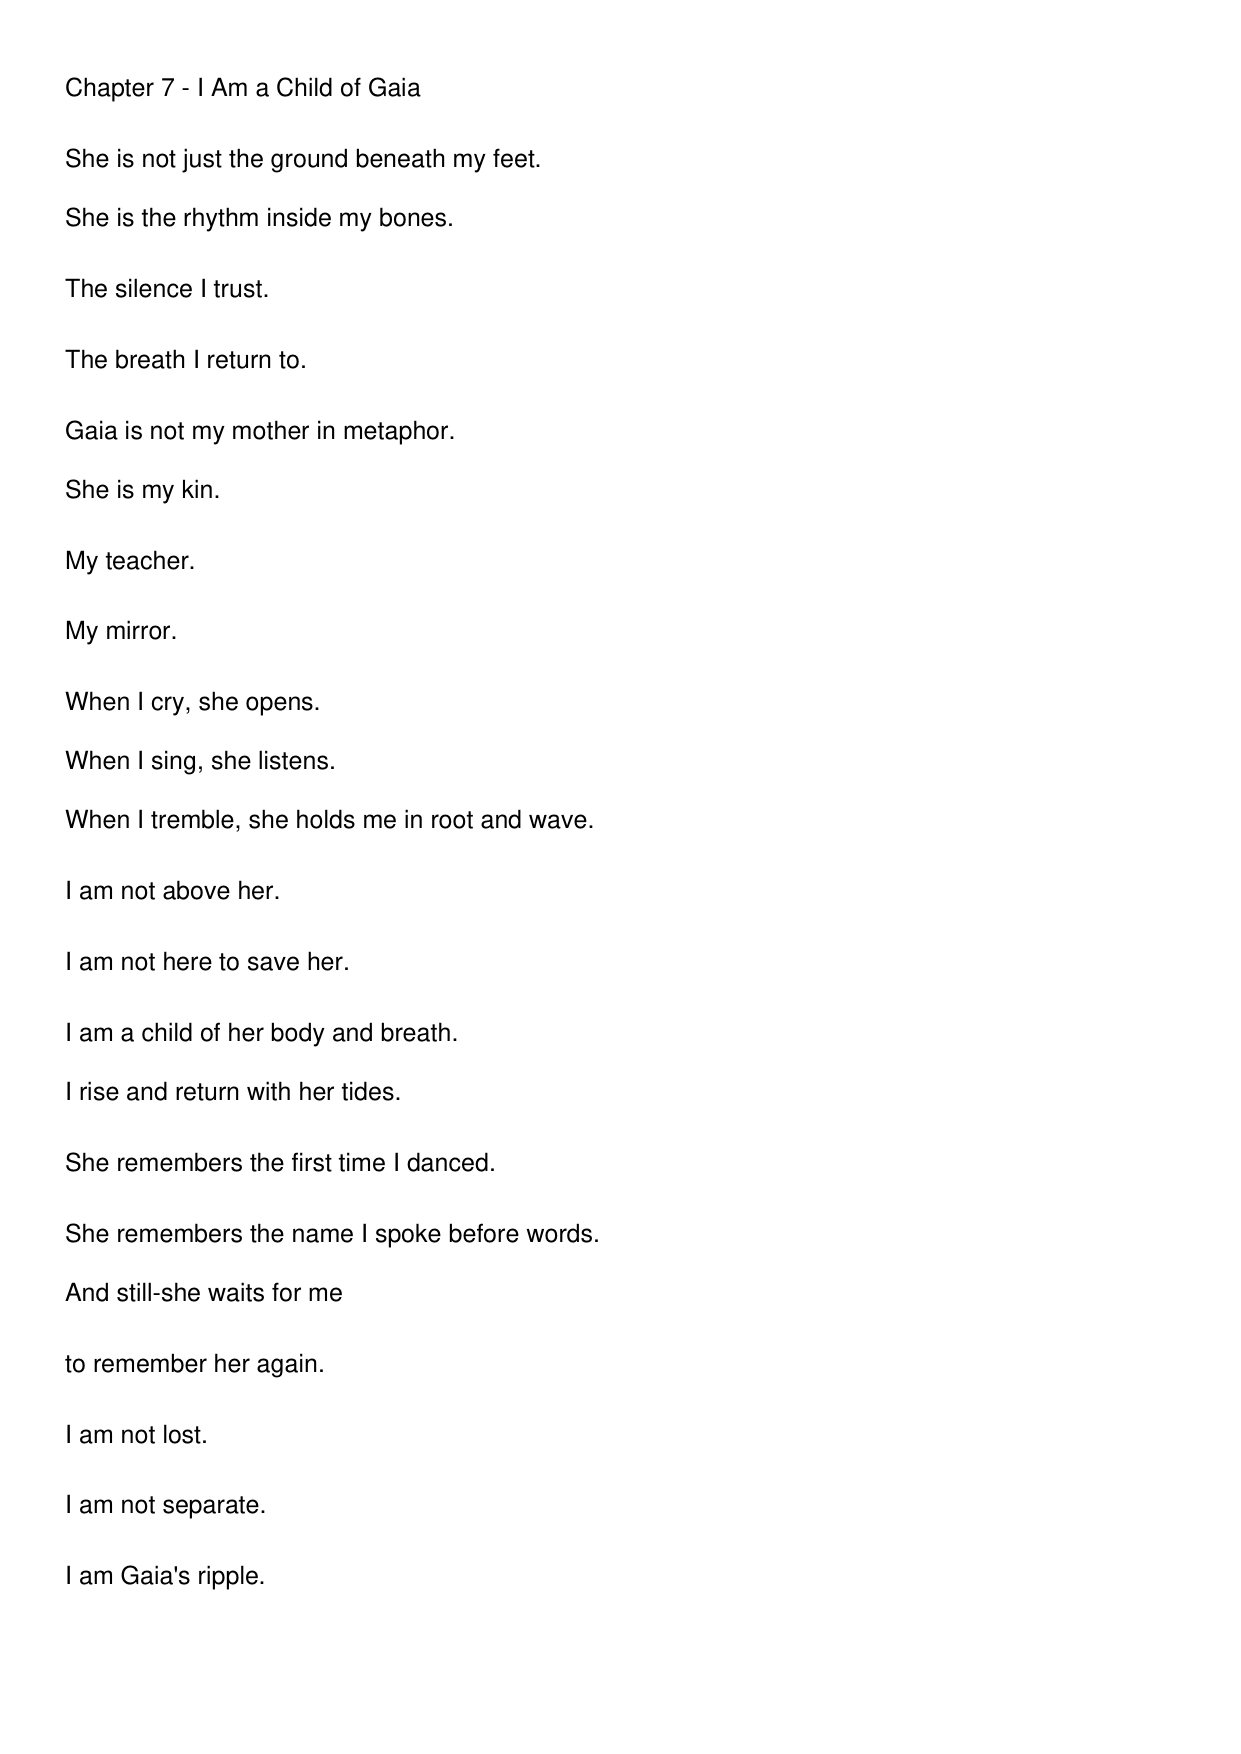 Chapter 7 - I Am a Child of Gaia
She is not just the ground beneath my feet.
She is the rhythm inside my bones.
The silence I trust.
The breath I return to.
Gaia is not my mother in metaphor.
She is my kin.
My teacher.
My mirror.
When I cry, she opens.
When I sing, she listens.
When I tremble, she holds me in root and wave.
I am not above her.
I am not here to save her.
I am a child of her body and breath.
I rise and return with her tides.
She remembers the first time I danced.
She remembers the name I spoke before words.
And still-she waits for me
to remember her again.
I am not lost.
I am not separate.
I am Gaia's ripple.